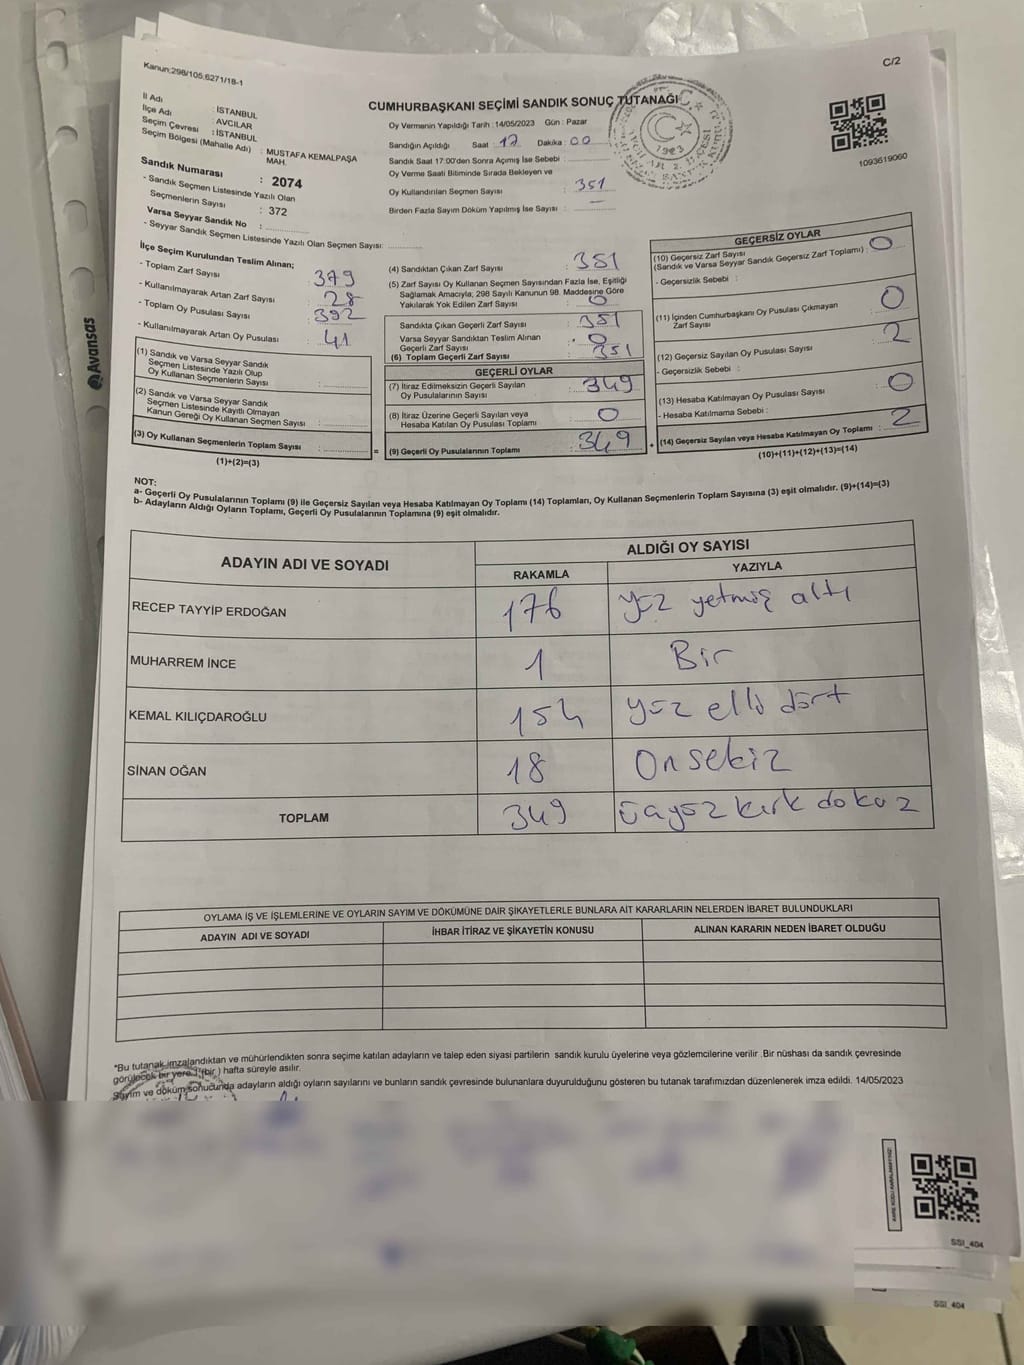 Kanun:298/105,6271/18-1
C/2
İl Adı : İSTANBUL
İlçe Adı : AVCILAR
Seçim Çevresi : İSTANBUL
Seçim Bölgesi (Mahalle Adı) : MUSTAFA KEMALPAŞA MAH.
Sandık Numarası : 2074
- Sandık Seçmen Listesinde Yazılı Olan
Seçmenlerin Sayısı : 372
Varsa Seyyar Sandık No :
- Seyyar Sandık Seçmen Listesinde Yazılı Olan Seçmen Sayısı:
CUMHURBAŞKANI SEÇİMİ SANDIK SONUÇ TUTANAĞI
Oy Vermenin Yapıldığı Tarih :14/05/2023 Gün : Pazar
Sandığın Açıldığı Saat : 17 Dakika : 00
Sandık Saat 17:00'den Sonra Açımış İse Sebebi :
Oy Verme Saati Bitiminde Sırada Bekleyen ve
Oy Kullandırılan Seçmen Sayısı : 351
Birden Fazla Sayım Döküm Yapılmış İse Sayısı : —
1093619060
İlçe Seçim Kurulundan Teslim Alınan;
- Toplam Zarf Sayısı : 379
- Kullanılmayarak Artan Zarf Sayısı : 28
- Toplam Oy Pusulası Sayısı : 392
- Kullanılmayarak Artan Oy Pusulası : 41
(1) Sandık ve Varsa Seyyar Sandık
Seçmen Listesinde Yazılı Olup
Oy Kullanan Seçmenlerin Sayısı :
(2) Sandık ve Varsa Seyyar Sandık
Seçmen Listesinde Kayıtlı Olmayan
Kanun Gereği Oy Kullanan Seçmen Sayısı :
(3) Oy Kullanan Seçmenlerin Toplam Sayısı :
(1)+(2)=(3)
(4) Sandıktan Çıkan Zarf Sayısı : 351
(5) Zarf Sayısı Oy Kullanan Seçmen Sayısından Fazla İse, Eşitliği
Sağlamak Amacıyla; 298 Sayılı Kanunun 98. Maddesine Göre
Yakılarak Yok Edilen Zarf Sayısı : 0
Sandıkta Çıkan Geçerli Zarf Sayısı : 351
Varsa Seyyar Sandıktan Teslim Alınan
Geçerli Zarf Sayısı : 0
(6) Toplam Geçerli Zarf Sayısı : 351
GEÇERLİ OYLAR
(7) İtiraz Edilmeksizin Geçerli Sayılan
Oy Pusulalarının Sayısı : 349
(8) İtiraz Üzerine Geçerli Sayılan veya
Hesaba Katılan Oy Pusulası Toplamı : 0
= (9) Geçerli Oy Pusulalarının Toplamı : 349 +
GEÇERSİZ OYLAR
(10) Geçersiz Zarf Sayısı
(Sandık ve Varsa Seyyar Sandık Geçersiz Zarf Toplamı) : 0
- Geçersizlik Sebebi :
(11) İçinden Cumhurbaşkanı Oy Pusulası Çıkmayan
Zarf Sayısı : 0
(12) Geçersiz Sayılan Oy Pusulası Sayısı : 2
- Geçersizlik Sebebi :
(13) Hesaba Katılmayan Oy Pusulası Sayısı : 0
- Hesaba Katılmama Sebebi :
(14) Geçersiz Sayılan veya Hesaba Katılmayan Oy Toplamı : 2
(10)+(11)+(12)+(13)=(14)
NOT:
a- Geçerli Oy Pusulalarının Toplamı (9) ile Geçersiz Sayılan veya Hesaba Katılmayan Oy Toplamı (14) Toplamları, Oy Kullanan Seçmenlerin Toplam Sayısına (3) eşit olmalıdır. (9)+(14)=(3)
b- Adayların Aldığı Oyların Toplamı, Geçerli Oy Pusulalarının Toplamına (9) eşit olmalıdır.
ADAYIN ADI VE SOYADI ALDIĞI OY SAYISI
RAKAMLA YAZIYLA
RECEP TAYYİP ERDOĞAN 176 yüz yetmiş altı
MUHARREM İNCE 1 Bir
KEMAL KILIÇDAROĞLU 154 yüz elli dört
SİNAN OĞAN 18 On sekiz
TOPLAM 349 üçyüz kırk dokuz
OYLAMA İŞ VE İŞLEMLERİNE VE OYLARIN SAYIM VE DÖKÜMÜNE DAİR ŞİKAYETLERLE BUNLARA AİT KARARLARIN NELERDEN İBARET BULUNDUKLARI
ADAYIN ADI VE SOYADI İHBAR İTİRAZ VE ŞİKAYETİN KONUSU ALINAN KARARIN NEDEN İBARET OLDUĞU
*Bu tutanak imzalandıktan ve mühürlendikten sonra seçime katılan adayların ve talep eden siyasi partilerin sandık kurulu üyelerine veya gözlemcilerine verilir .Bir nüshası da sandık çevresinde
görülecek bir yere 1 (bir ) hafta süreyle asılır.
Sayım ve döküm sonucunda adayların aldığı oyların sayılarını ve bunların sandık çevresinde bulunanlara duyurulduğunu gösteren bu tutanak tarafımızdan düzenlenerek imza edildi. 14/05/2023
SSI_404
SSI_404
Avansas